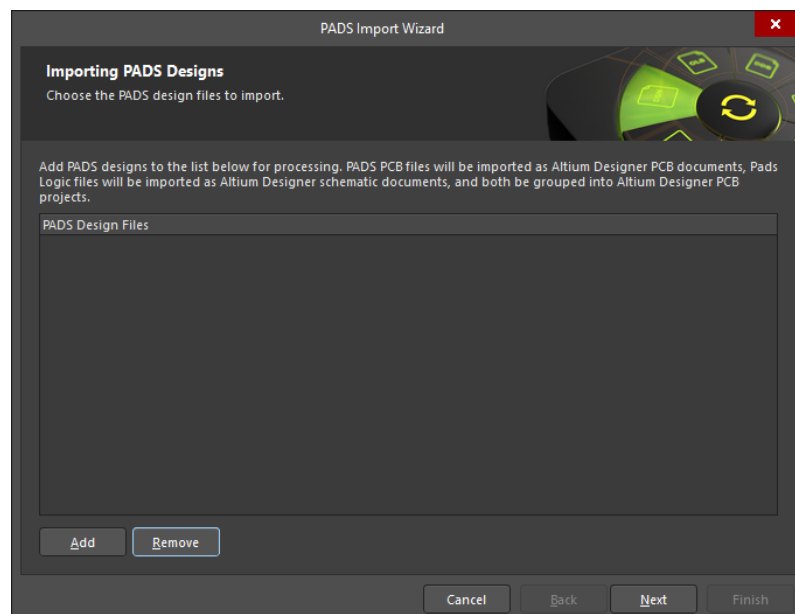 PADS Import Wizard
Importing PADS Designs
Choose the PADS design files to import.
Add PADS designs to the list below for processing. PADS PCB files will be imported as Altium Designer PCB documents, Pads
Logic files will be imported as Altium Designer schematic documents, and both be grouped into Altium Designer PCB
projects.
PADS Design Files
Add Remove
Cancel Back Next Finish